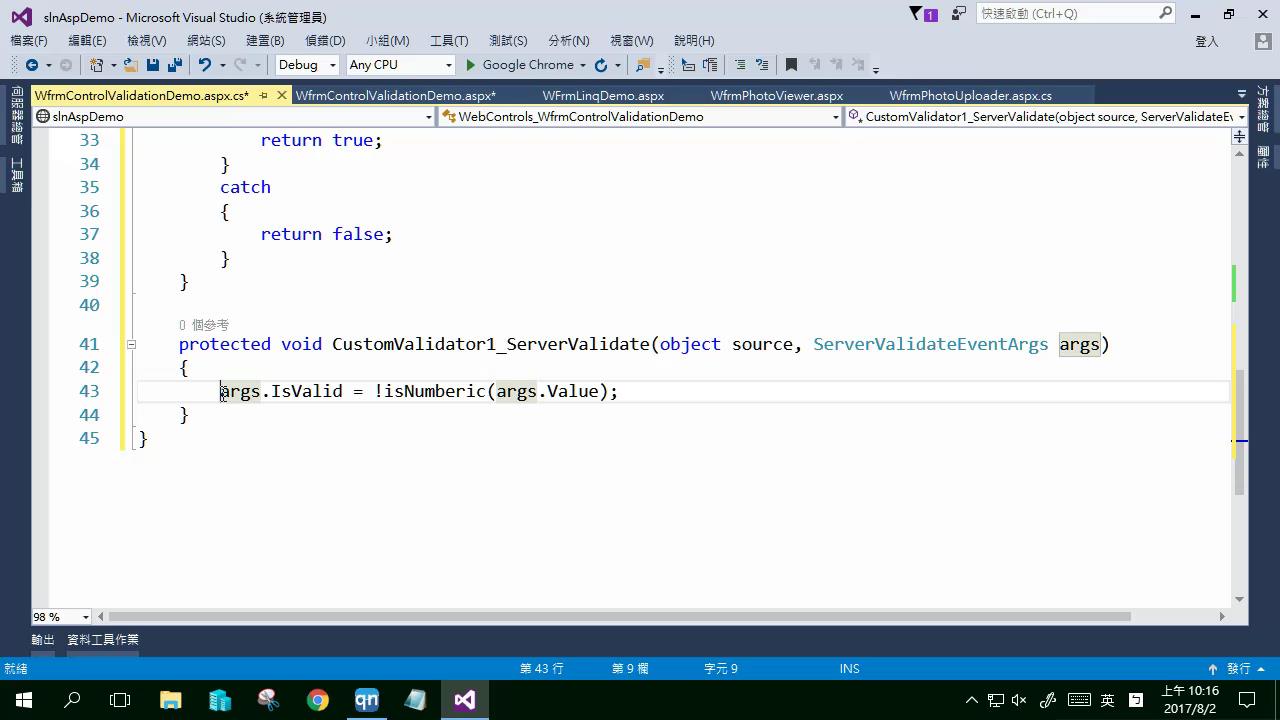 slnAspDemo - Microsoft Visual Studio (系統管理員)
1
快速啟動 (Ctrl+Q)
檔案(F) 編輯(E) 檢視(V) 網站(S) 建置(B) 偵錯(D) 小組(M) 工具(T) 測試(S) 分析(N) 視窗(W) 說明(H)
登入
Debug Any CPU Google Chrome
WfrmControlValidationDemo.aspx.cs* WfrmControlValidationDemo.aspx* WFrmLinqDemo.aspx WfrmPhotoViewer.aspx WfrmPhotoUploader.aspx.cs
slnAspDemo WebControls_WfrmControlValidationDemo CustomValidator1_ServerValidate(object source, ServerValidateEv
伺服器總管
工具箱
方案總管
屬性
33 return true;
34 }
35 catch
36 {
37 return false;
38 }
39 }
40
0 個參考
41 protected void CustomValidator1_ServerValidate(object source, ServerValidateEventArgs args)
42 {
43 args.IsValid = !isNumberic(args.Value);
44 }
45 }
98 %
輸出 資料工具作業
就緒 第 43 行 第 9 欄 字元 9 INS 發行
qn
英
上午 10:16
2017/8/2